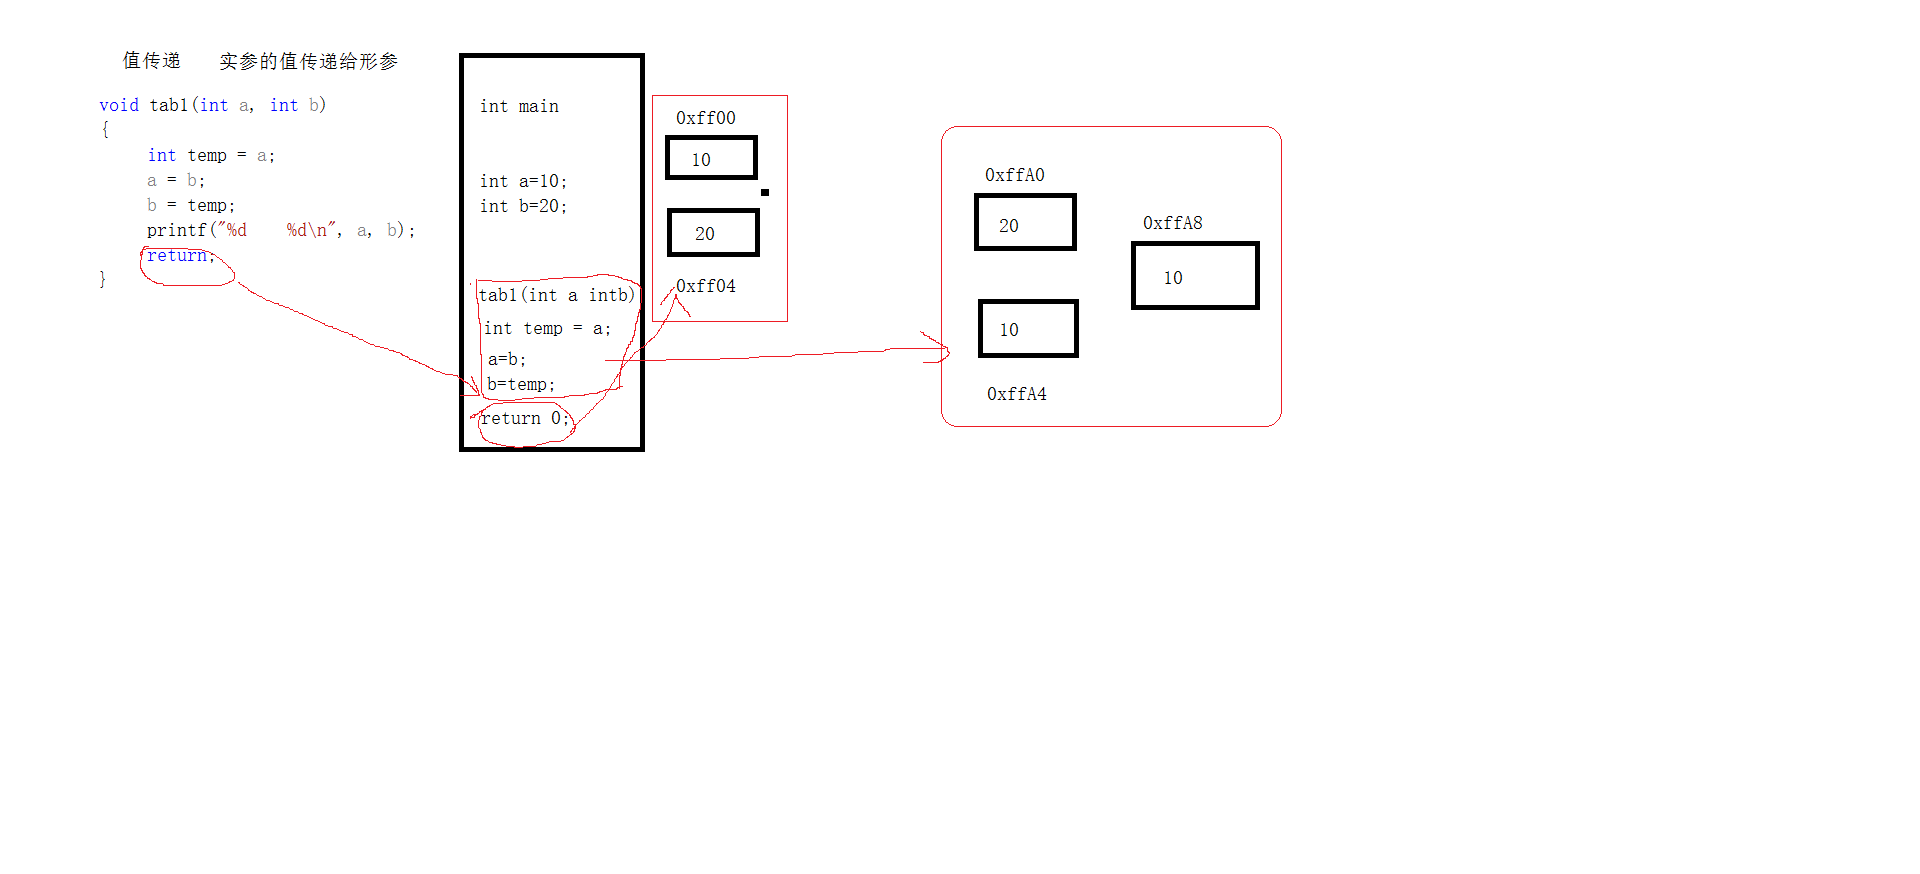 值传递    实参的值传递给形参
void tab1(int a, int b)
{
int temp = a;
a = b;
b = temp;
printf("%d    %d\n", a, b);
return;
}
int main
int a=10;
int b=20;
tab1(int a intb)
int temp = a;
a=b;
b=temp;
return 0;
0xff00
10
20
0xff04
0xffA0
20
10
0xffA4
0xffA8
10